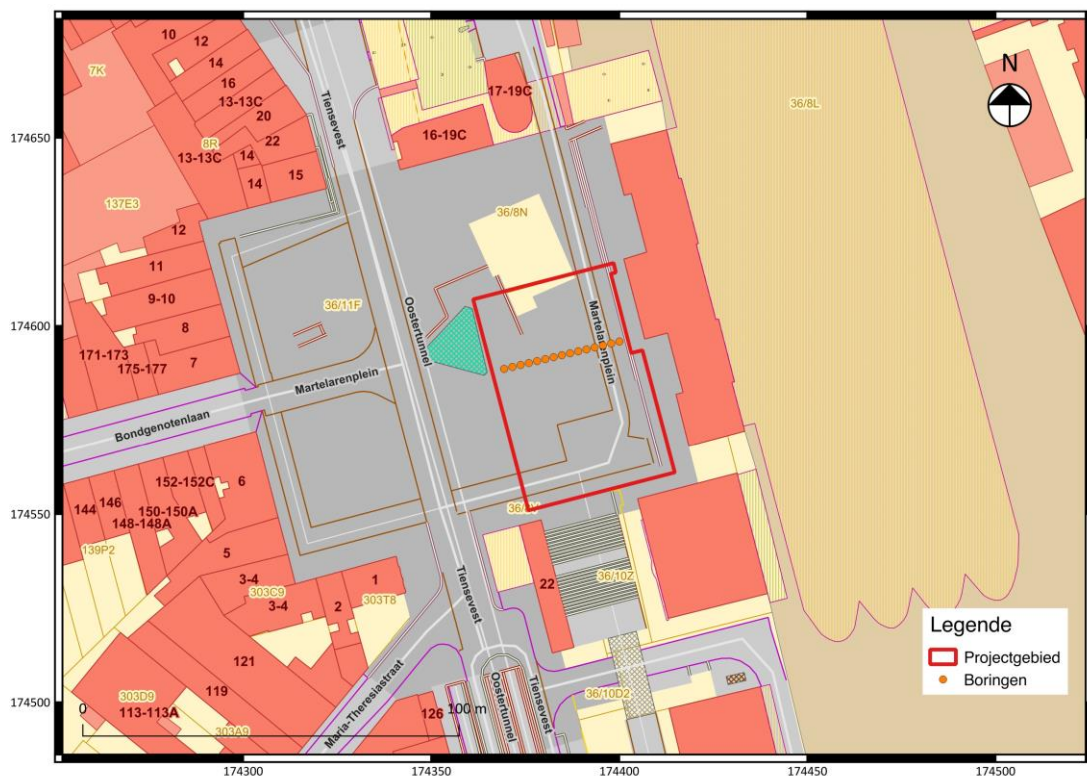 10
12
14
16
13-13C
20
22
7K
8R
13-13C
14
14
15
Tiensevest
17-19C
16-19C
36/8L
N
174650
137E3
12
11
9-10
8
7
171-173
175-177
36/8N
36/11F
Oostertunnel
Martelarenplein
174600
Martelarenplein
Bondgenotenlaan
152-152C
6
144
146
150-150A
148-148A
174550
139P2
5
3-4
303C9
3-4
1
2
303T8
Tiensevest
22
36/10Z
121
119
303D9
113-113A
303A9
126
Maria-Theresiastraat
Oostertunnel
Tiensevest
36/10D2
174500
0
100 m
Legende
Projectgebied
Boringen
174300
174350
174400
174450
174500